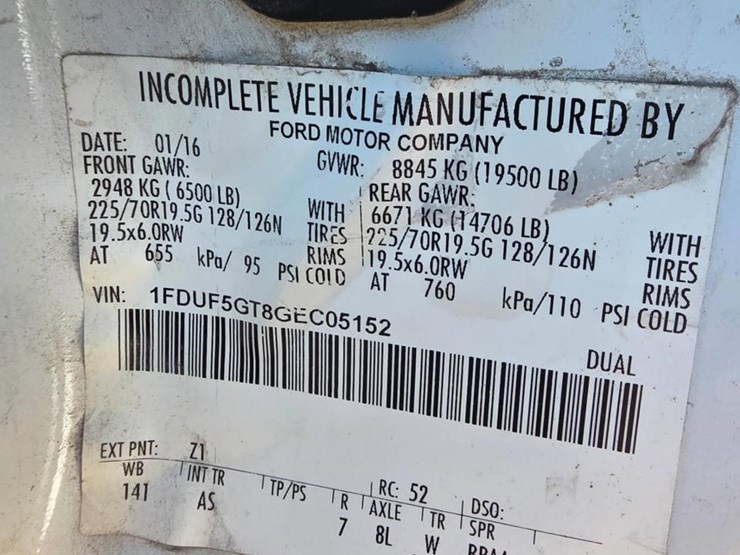 INCOMPLETE VEHICLE MANUFACTURED BY
FORD MOTOR COMPANY
DATE: 01/16 GVWR: 8845 KG (19500 LB)
FRONT GAWR: REAR GAWR:
2948 KG ( 6500 LB) WITH 6671 KG (14706 LB) WITH
225/70R19.5G 128/126N TIRES 225/70R19.5G 128/126N TIRES
19.5x6.0RW RIMS 19.5x6.0RW RIMS
AT 655 kPa/ 95 PSI COLD AT 760 kPa/110 PSI COLD
VIN: 1FDUF5GT8GEC05152
DUAL
EXT PNT: Z1 RC: 52 DSO:
WB INT TR TP/PS R AXLE TR SPR
141 AS 7 8L W